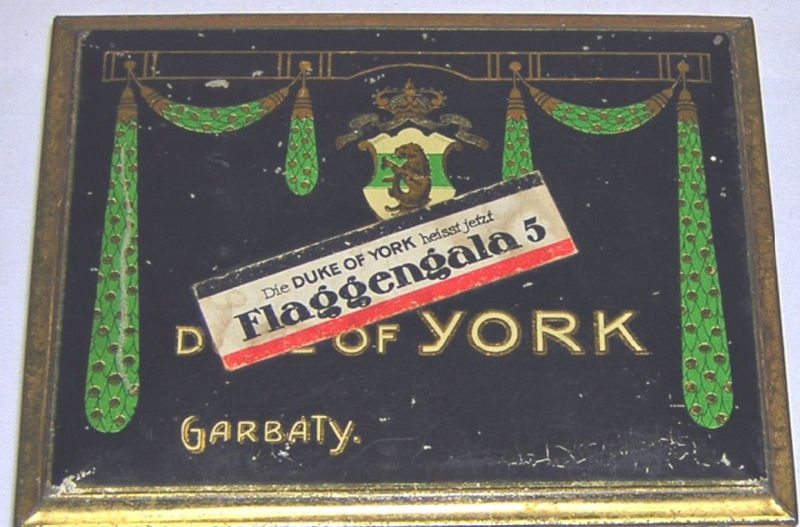 Die DUKE OF YORK heisst jetzt
Flaggengala 5
D E OF YORK
GARBATY.